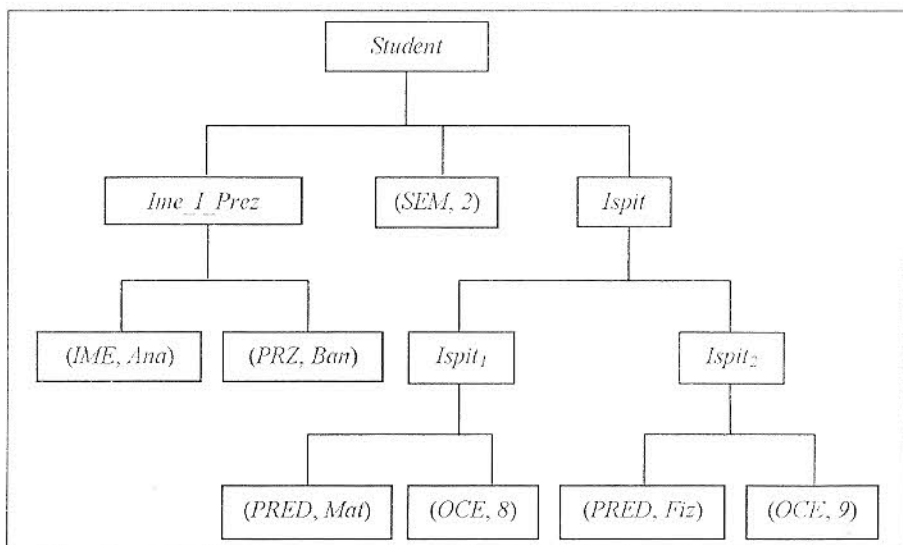 Student
Ime_I_Prez
(SEM, 2)
Ispit
(IME, Ana)
(PRZ, Ban)
Ispit₁
Ispit₂
(PRED, Mat)
(OCE, 8)
(PRED, Fiz)
(OCE, 9)